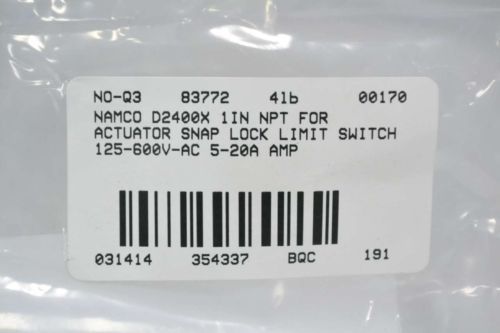 NO-Q3 83772 4lb 00170
NAMCO D2400X 1IN NPT FOR
ACTUATOR SNAP LOCK LIMIT SWITCH
125-600V-AC 5-20A AMP
031414 354337 BQC 191